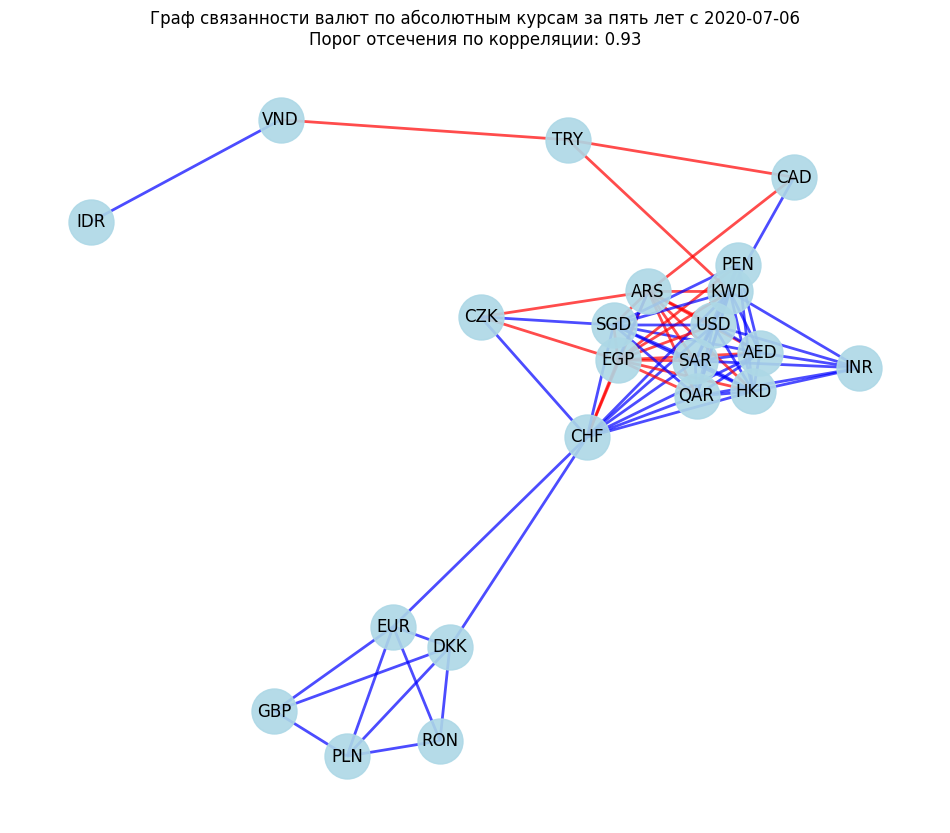 Граф связанности валют по абсолютным курсам за пять лет с 2020-07-06
Порог отсечения по корреляции: 0.93
VND
TRY
CAD
IDR
PEN
ARS
KWD
CZK
SGD
USD
EGP
SAR
AED
INR
QAR
HKD
CHF
EUR
DKK
GBP
RON
PLN